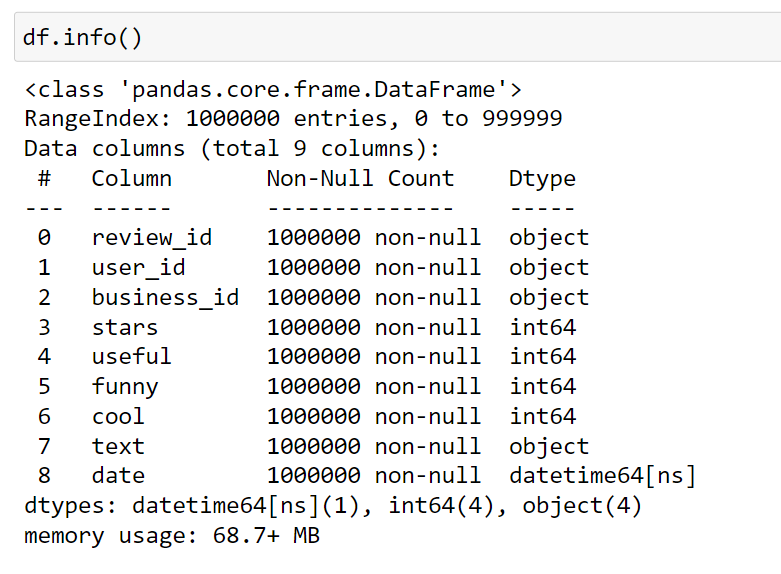 df.info()
<class 'pandas.core.frame.DataFrame'>
RangeIndex: 1000000 entries, 0 to 999999
Data columns (total 9 columns):
 #   Column       Non-Null Count    Dtype
---  ------       --------------    -----
 0   review_id    1000000 non-null  object
 1   user_id      1000000 non-null  object
 2   business_id  1000000 non-null  object
 3   stars        1000000 non-null  int64
 4   useful       1000000 non-null  int64
 5   funny        1000000 non-null  int64
 6   cool         1000000 non-null  int64
 7   text         1000000 non-null  object
 8   date         1000000 non-null  datetime64[ns]
dtypes: datetime64[ns](1), int64(4), object(4)
memory usage: 68.7+ MB